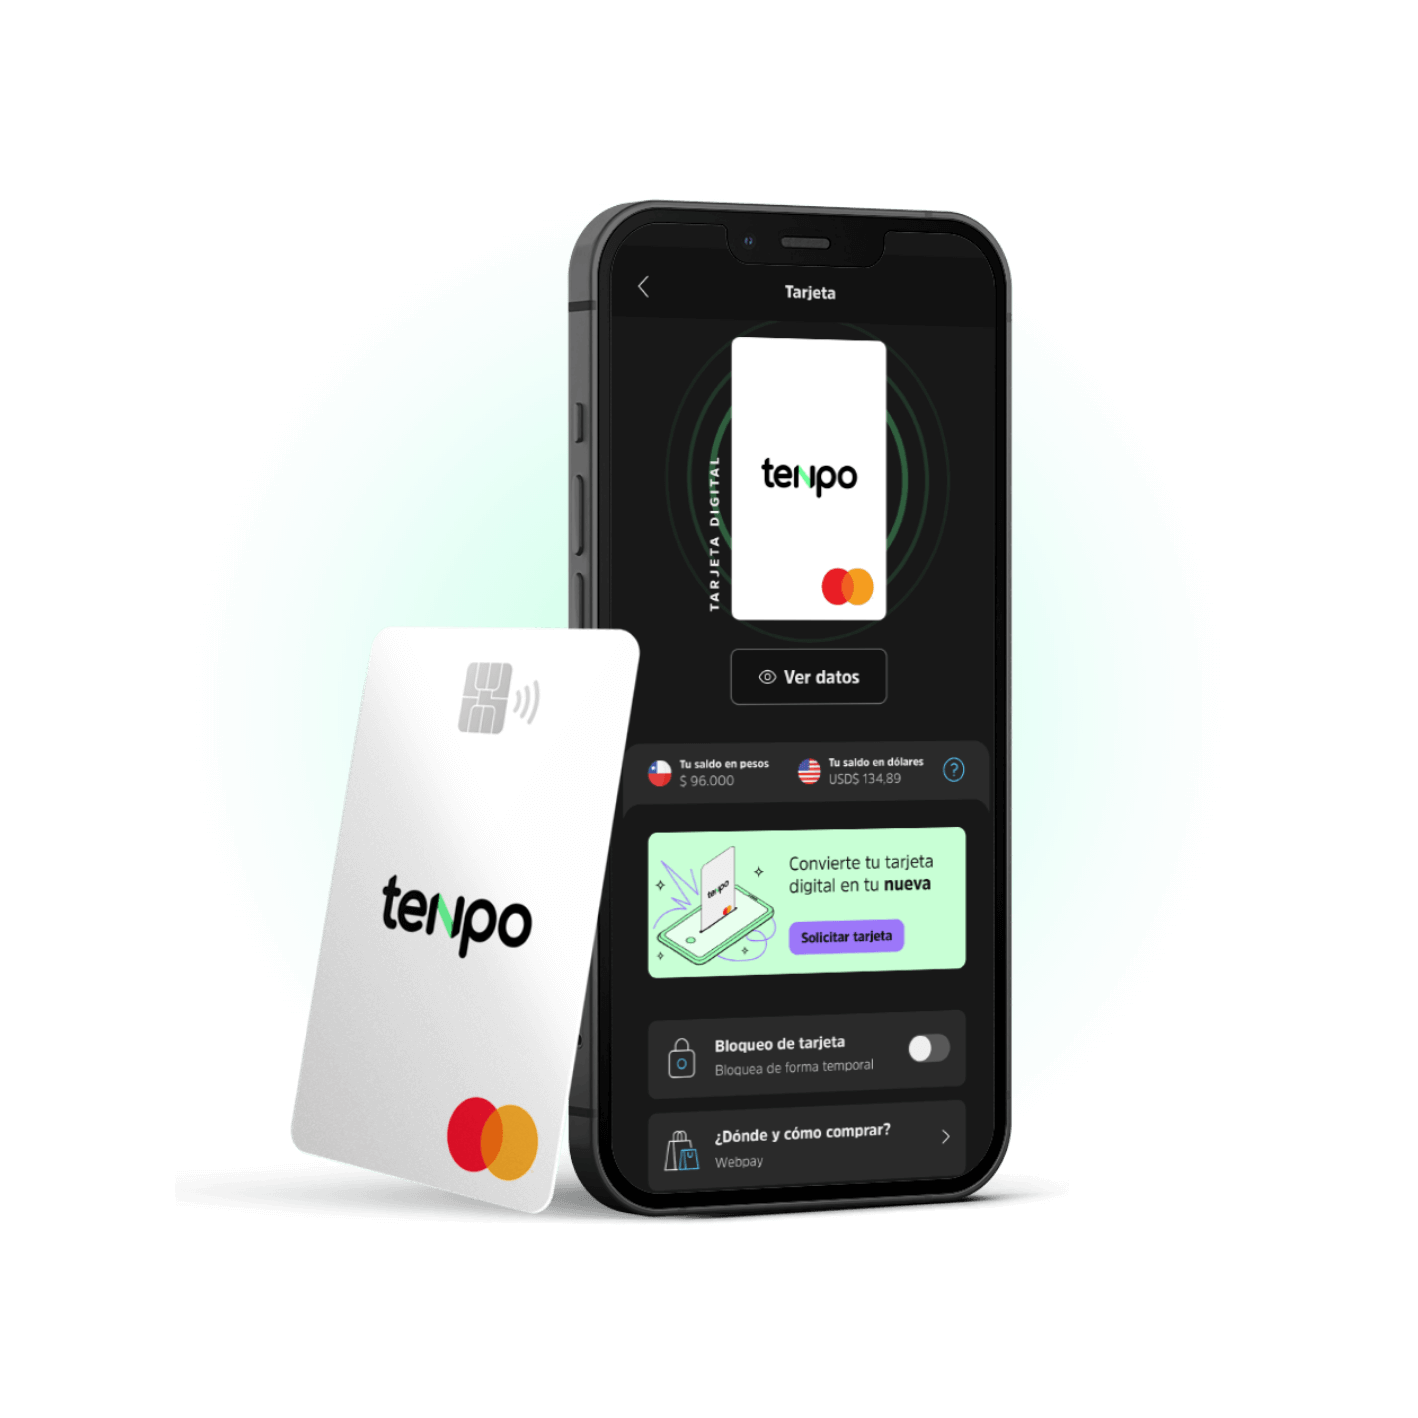 Tarjeta
tenpo
TARJETA DIGITAL
Ver datos
Tu saldo en pesos
$ 96.000
Tu saldo en dólares
USD$ 134,89
?
tenpo
Convierte tu tarjeta
digital en tu nueva
Solicitar tarjeta
Bloqueo de tarjeta
Bloquea de forma temporal
¿Dónde y cómo comprar?
Webpay
tenpo